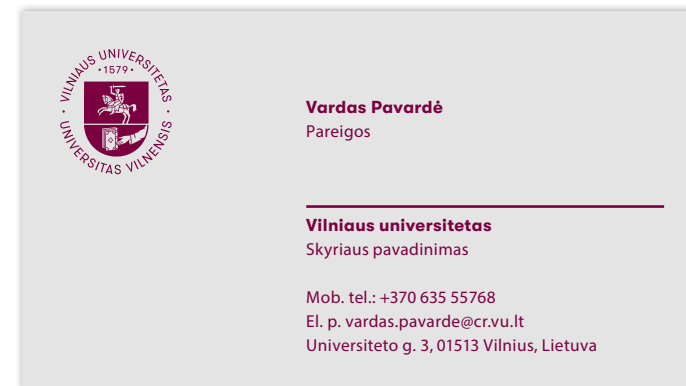 VILNIAUS UNIVERSITETAS
·1579·
UNIVERSITAS VILNENSIS
Vardas Pavardė
Pareigos
Vilniaus universitetas
Skyriaus pavadinimas
Mob. tel.: +370 635 55768
El. p. vardas.pavarde@cr.vu.lt
Universiteto g. 3, 01513 Vilnius, Lietuva